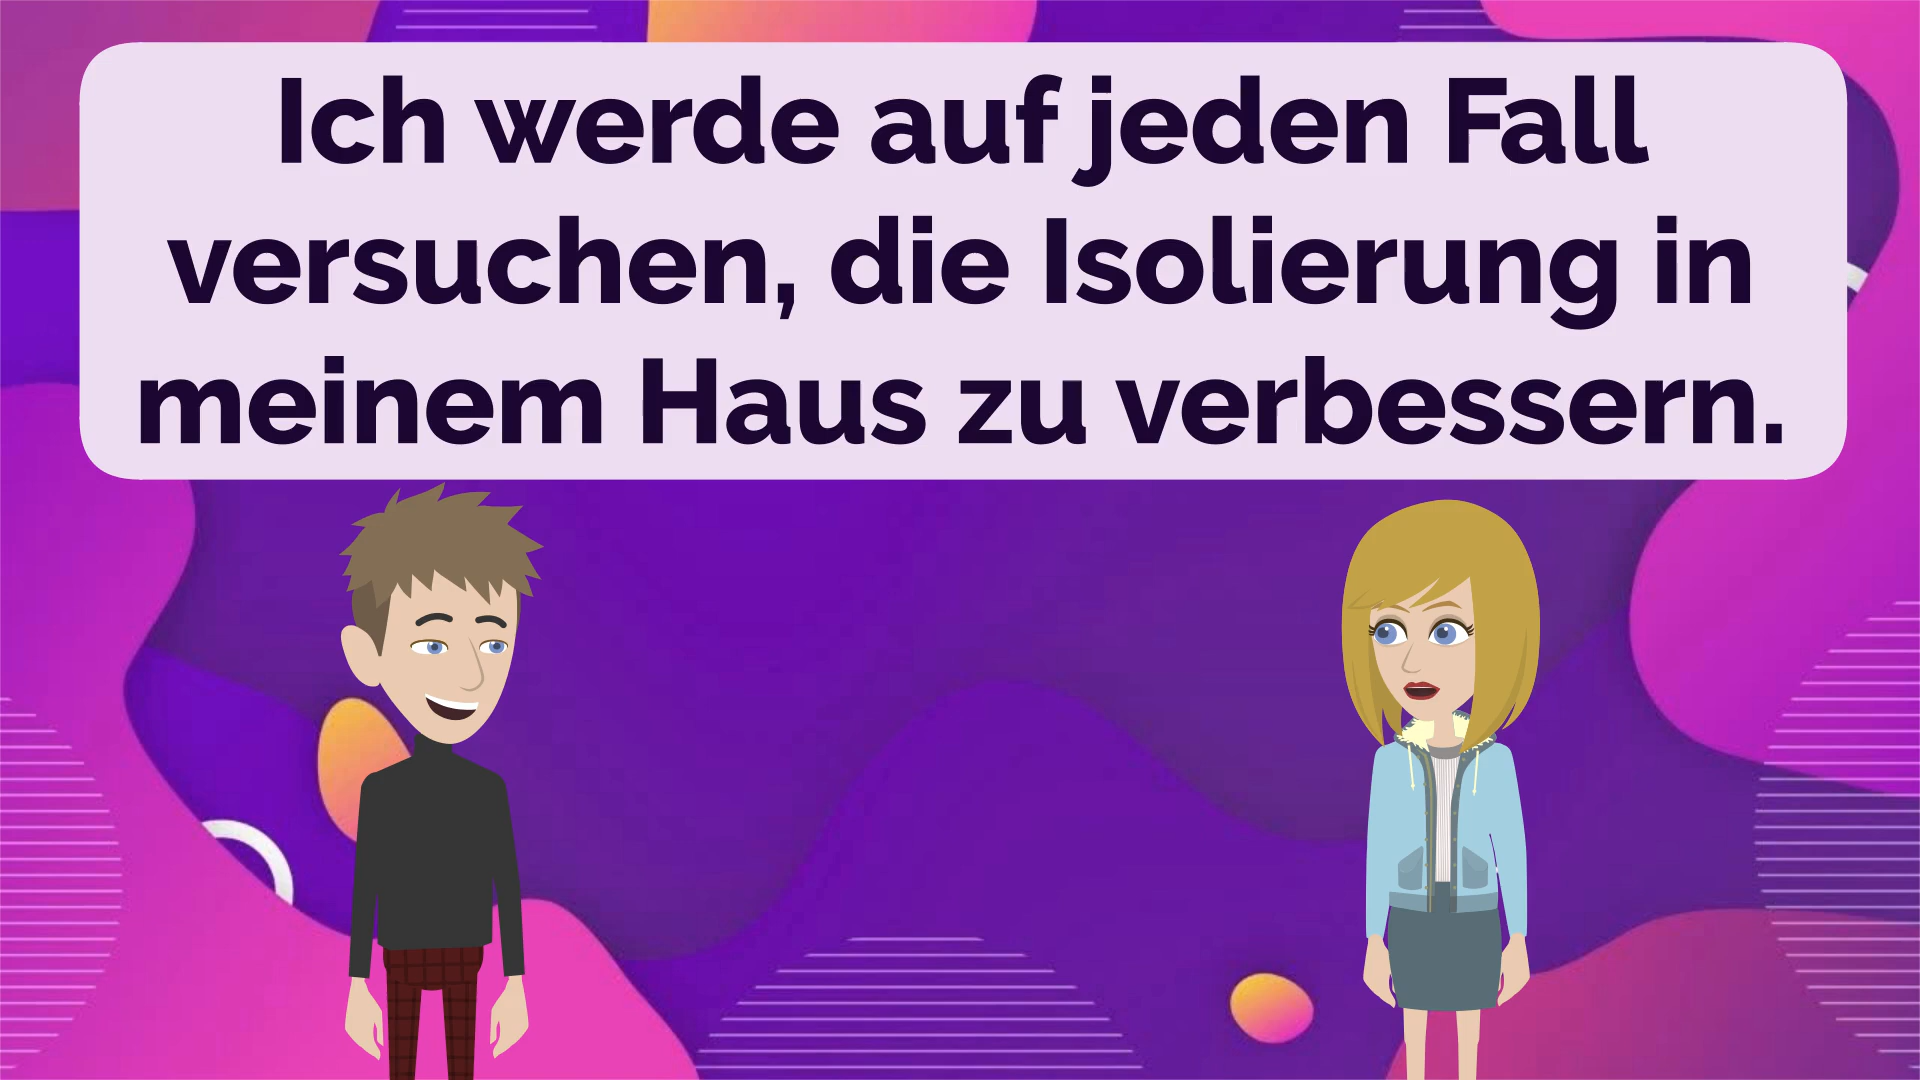 Ich werde auf jeden Fall
versuchen, die Isolierung in
meinem Haus zu verbessern.